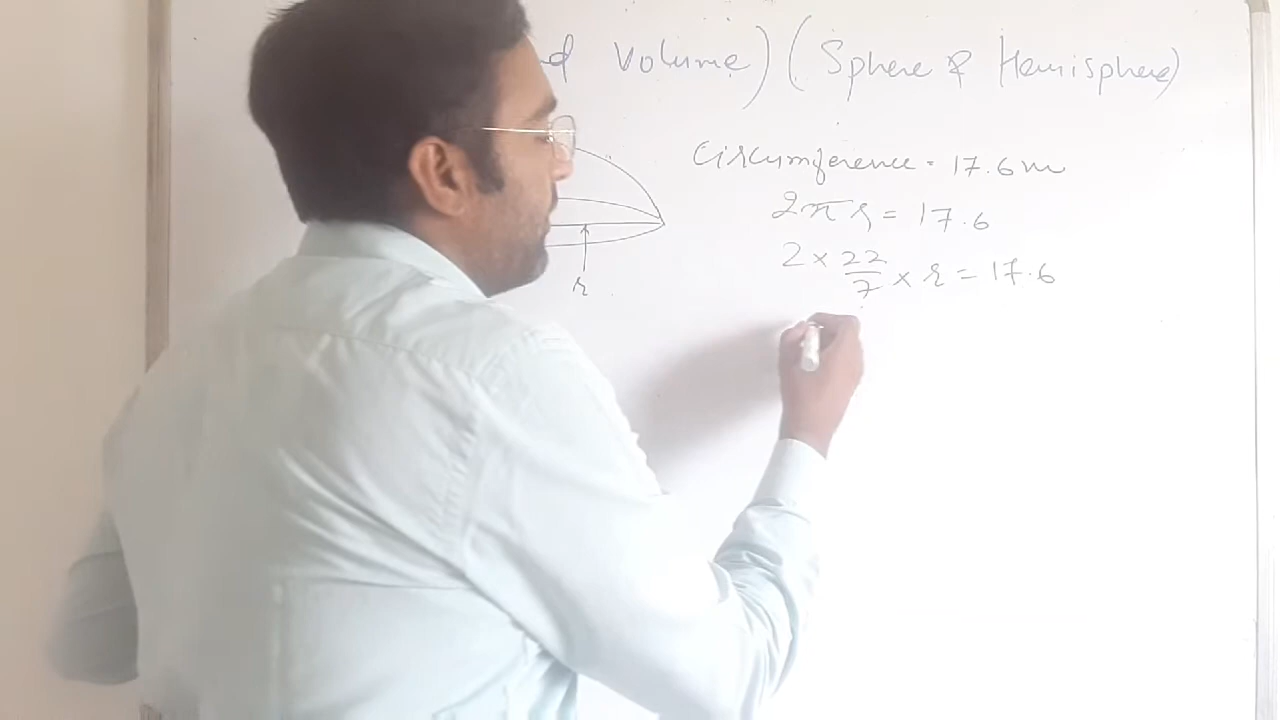 Volume) (Sphere & Hemisphere)
Circumference = 17.6 m
2πr = 17.6
2 × 22/7 × r = 17.6
r